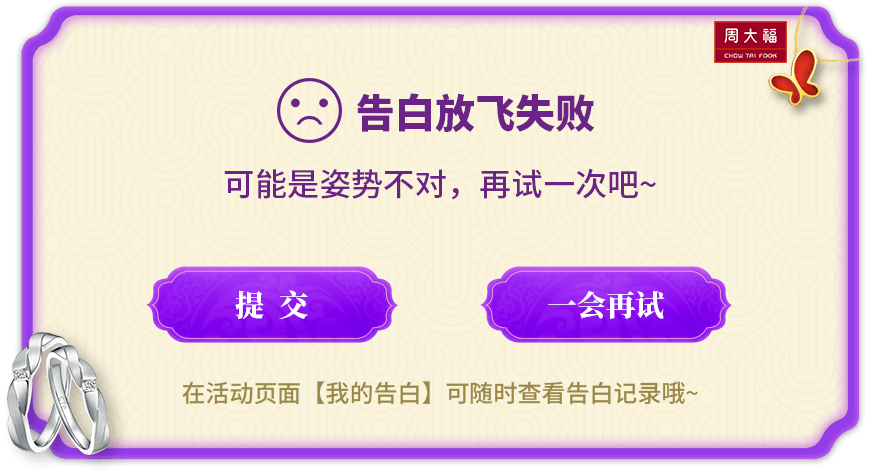 周大福
CHOW TAI FOOK
告白放飞失败
可能是姿势不对，再试一次吧~
提 交
一会再试
在活动页面【我的告白】可随时查看告白记录哦~